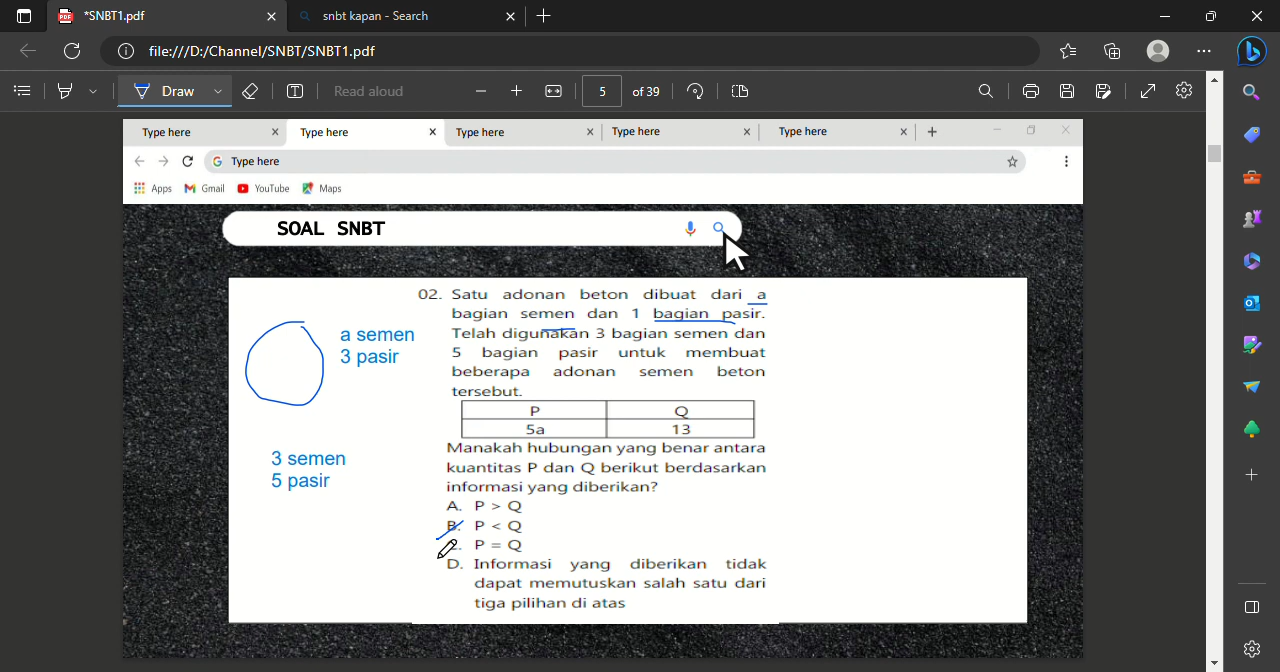 *SNBT1.pdf
snbt kapan - Search
file:///D:/Channel/SNBT/SNBT1.pdf
Draw
Read aloud
5
of 39
Type here
Type here
Type here
Type here
Type here
Type here
Apps
Gmail
YouTube
Maps
SOAL SNBT
a semen
3 pasir
3 semen
5 pasir
02. Satu adonan beton dibuat dari a
bagian semen dan 1 bagian pasir.
Telah digunakan 3 bagian semen dan
5 bagian pasir untuk membuat
beberapa adonan semen beton
tersebut.
P Q
5a 13
Manakah hubungan yang benar antara
kuantitas P dan Q berikut berdasarkan
informasi yang diberikan?
A. P > Q
B. P < Q
P = Q
D. Informasi yang diberikan tidak
dapat memutuskan salah satu dari
tiga pilihan di atas